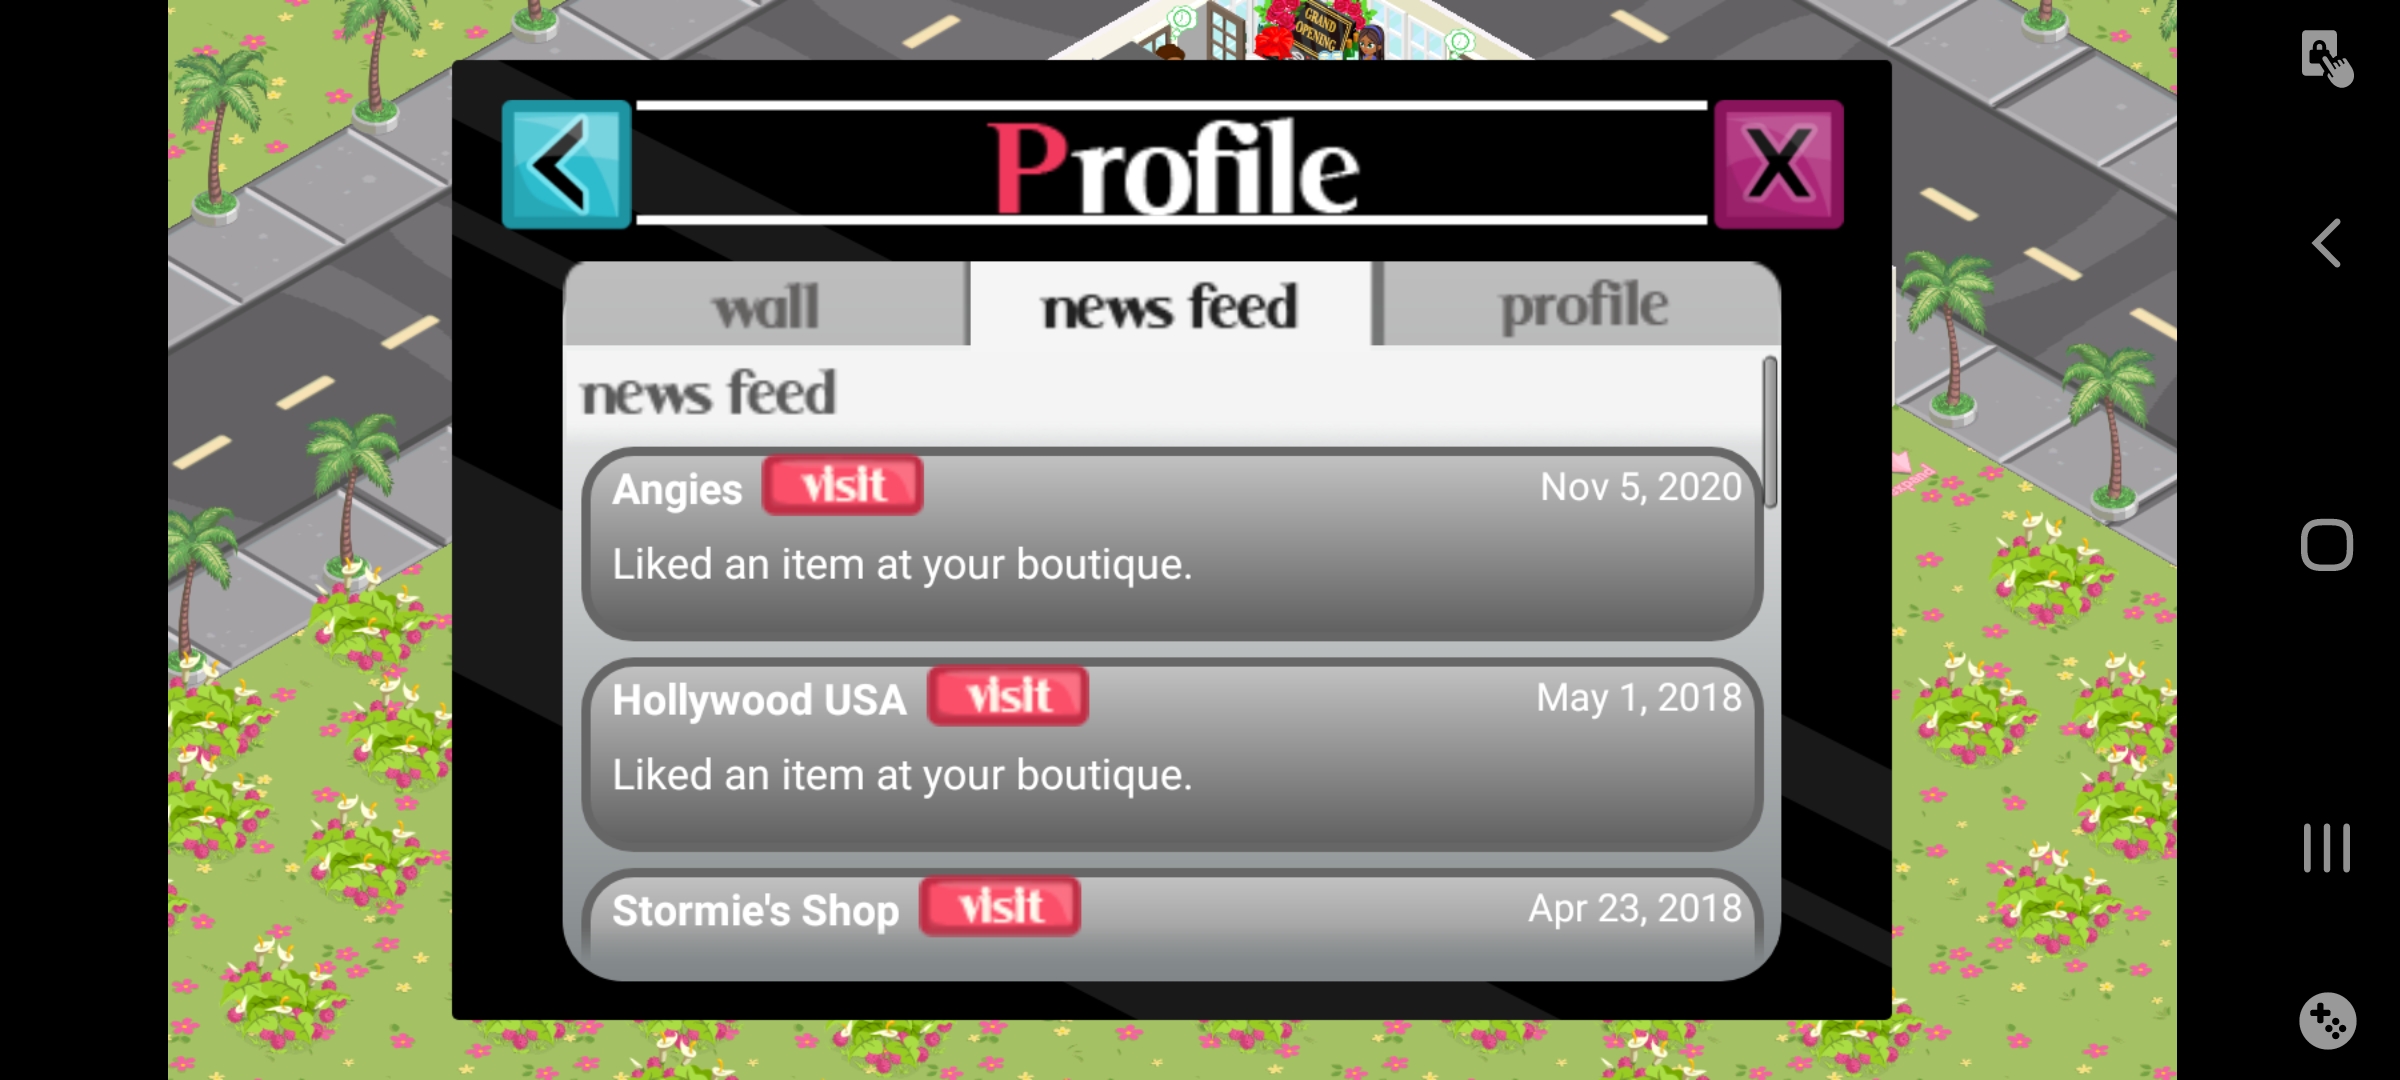 GRAND
OPENING
Profile
X
wall
news feed
profile
news feed
Angies
visit
Nov 5, 2020
Liked an item at your boutique.
Hollywood USA
visit
May 1, 2018
Liked an item at your boutique.
Stormie's Shop
visit
Apr 23, 2018
expand